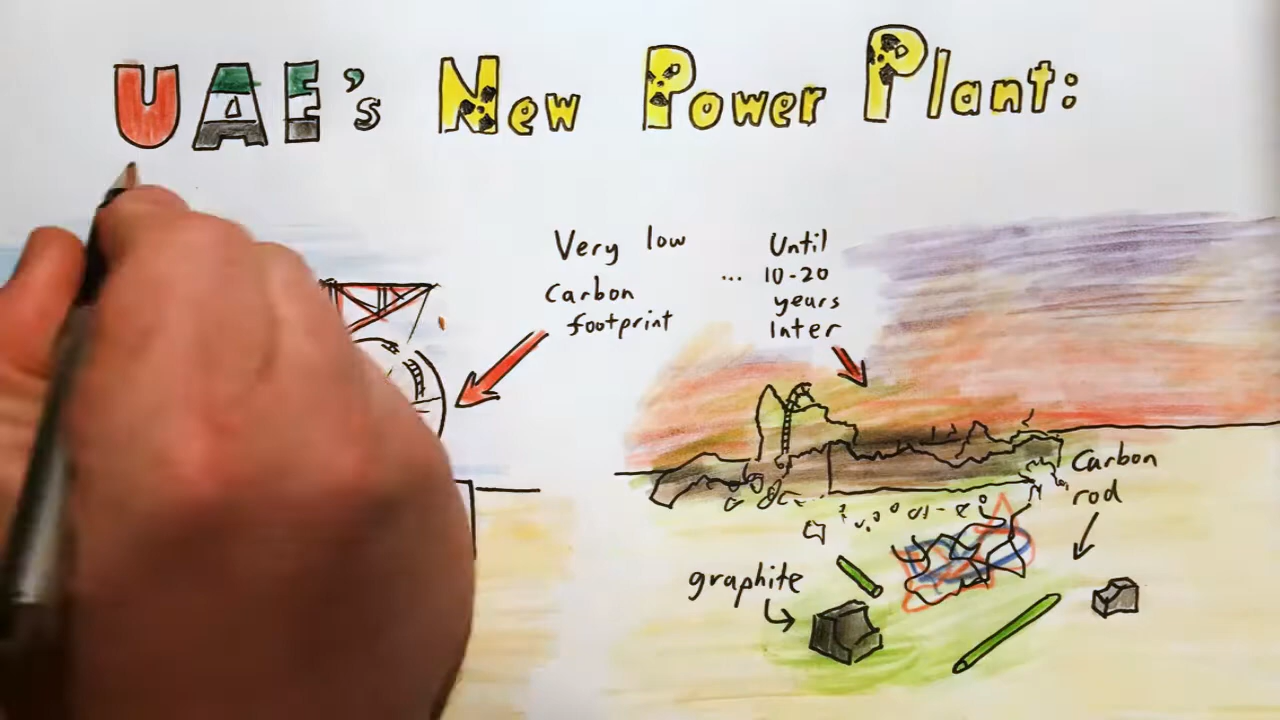 UAE's New Power Plant:
Very low
Carbon
footprint
Until
... 10-20
years
later
Carbon
rod
graphite